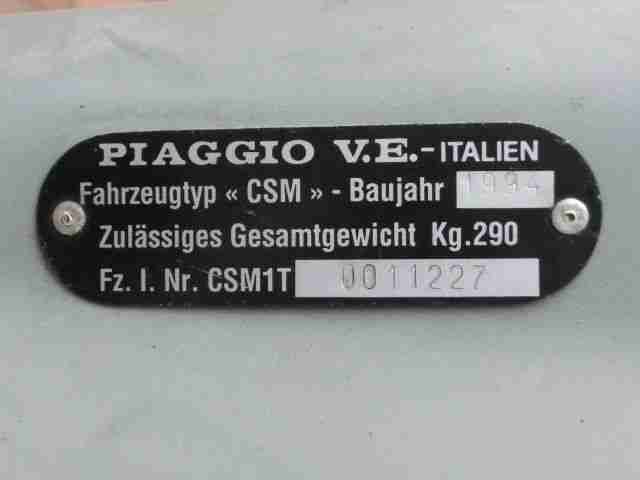 PIAGGIO V.E.-ITALIEN
Fahrzeugtyp « CSM » - Baujahr 1994
Zulässiges Gesamtgewicht Kg.290
Fz. I. Nr. CSM1T 0011227